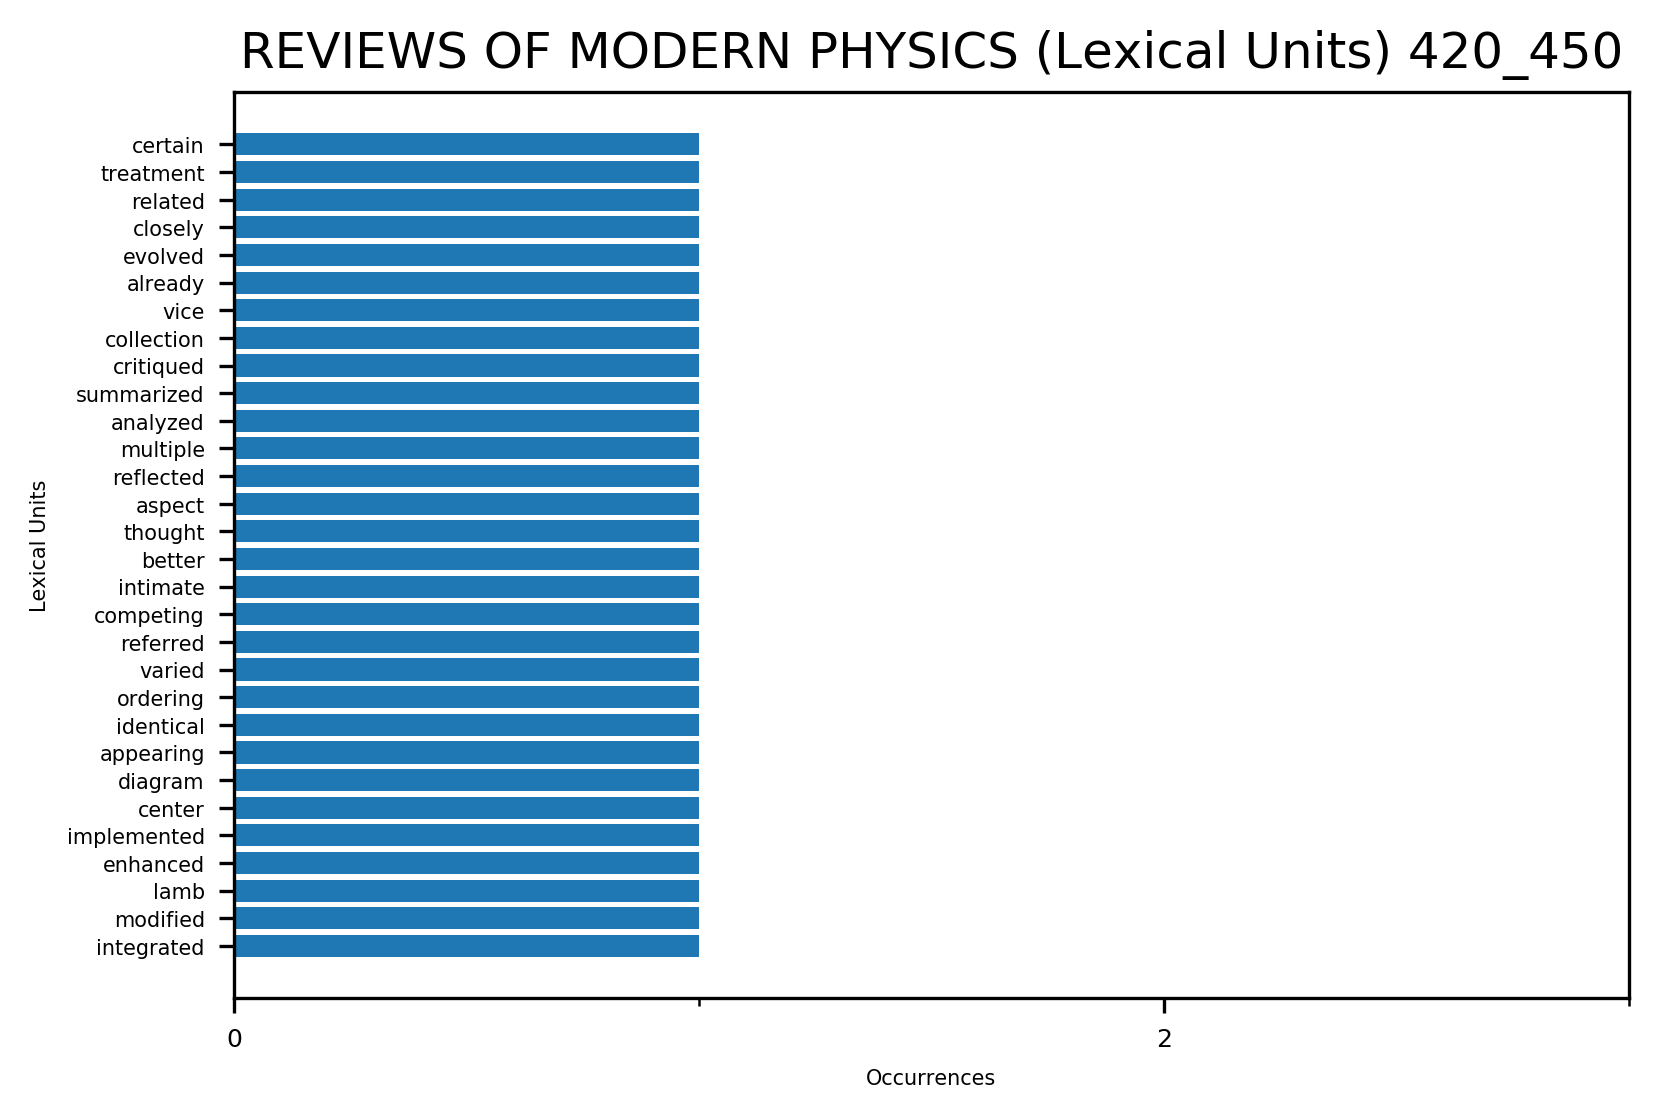 REVIEWS OF MODERN PHYSICS (Lexical Units) 420_450
certain
treatment
related
closely
evolved
already
vice
collection
critiqued
summarized
analyzed
multiple
reflected
aspect
thought
better
intimate
competing
referred
varied
ordering
identical
appearing
diagram
center
implemented
enhanced
lamb
modified
integrated
Lexical Units
0
2
Occurrences